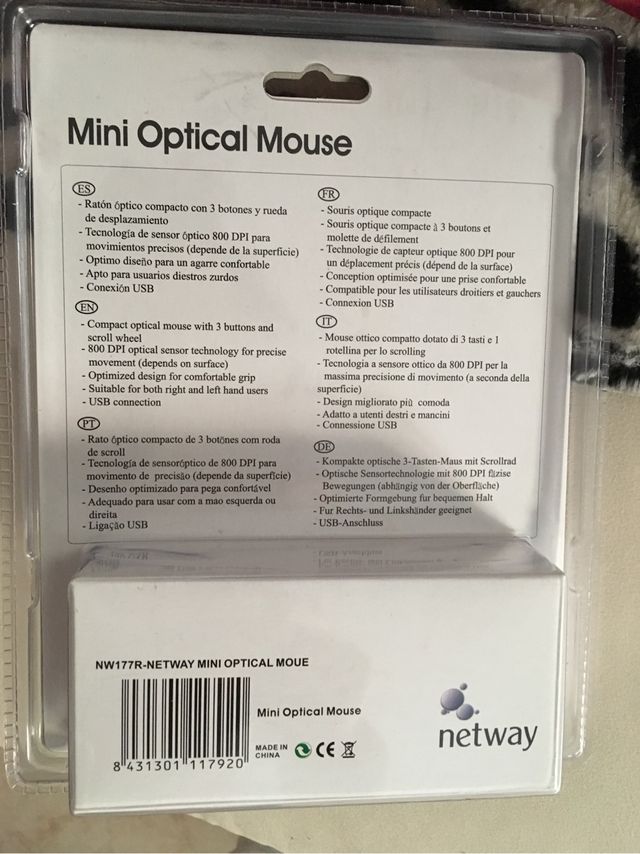 Mini Optical Mouse
ES
- Ratón óptico compacto con 3 botones y rueda
de desplazamiento
- Tecnología de sensor óptico 800 DPI para
movimientos precisos (depende de la superficie)
- Optimo diseño para un agarre confortable
- Apto para usuarios diestros zurdos
- Conexión USB
EN
- Compact optical mouse with 3 buttons and
scroll wheel
- 800 DPI optical sensor technology for precise
movement (depends on surface)
- Optimized design for comfortable grip
- Suitable for both right and left hand users
- USB connection
PT
- Rato óptico compacto de 3 botönes com roda
de scroll
- Tecnología de sensoróptico de 800 DPI para
movimento de precisão (depende da superfície)
- Desenho optimizado para pega confortável
- Adequado para usar com a mao esquerda ou
direita
- Ligação USB
FR
- Souris optique compacte
- Souris optique compacte à 3 boutons et
molette de défilement
- Technologie de capteur optique 800 DPI pour
un déplacement précis (dépend de la surface)
- Conception optimisée pour une prise confortable
- Compatible pour les utilisateurs droitiers et gauchers
- Connexion USB
IT
- Mouse ottico compatto dotato di 3 tasti e 1
rotellina per lo scrolling
- Tecnologia a sensore ottico da 800 DPI per la
massima precisione di movimento (a seconda della
superficie)
- Design migliorato più comoda
- Adatto a utenti destri e mancini
- Connessione USB
DE
- Kompakte optische 3-Tasten-Maus mit Scrollrad
- Optische Sensortechnologie mit 800 DPI fäzise
Bewegungen (abhängig von der Oberfläche)
- Optimierte Formgebung fur bequemen Halt
- Fur Rechts- und Linkshänder geeignet
- USB-Anschluss
NW177R-NETWAY MINI OPTICAL MOUE
Mini Optical Mouse
MADE IN
CHINA
CE
8 431301 117920
netway